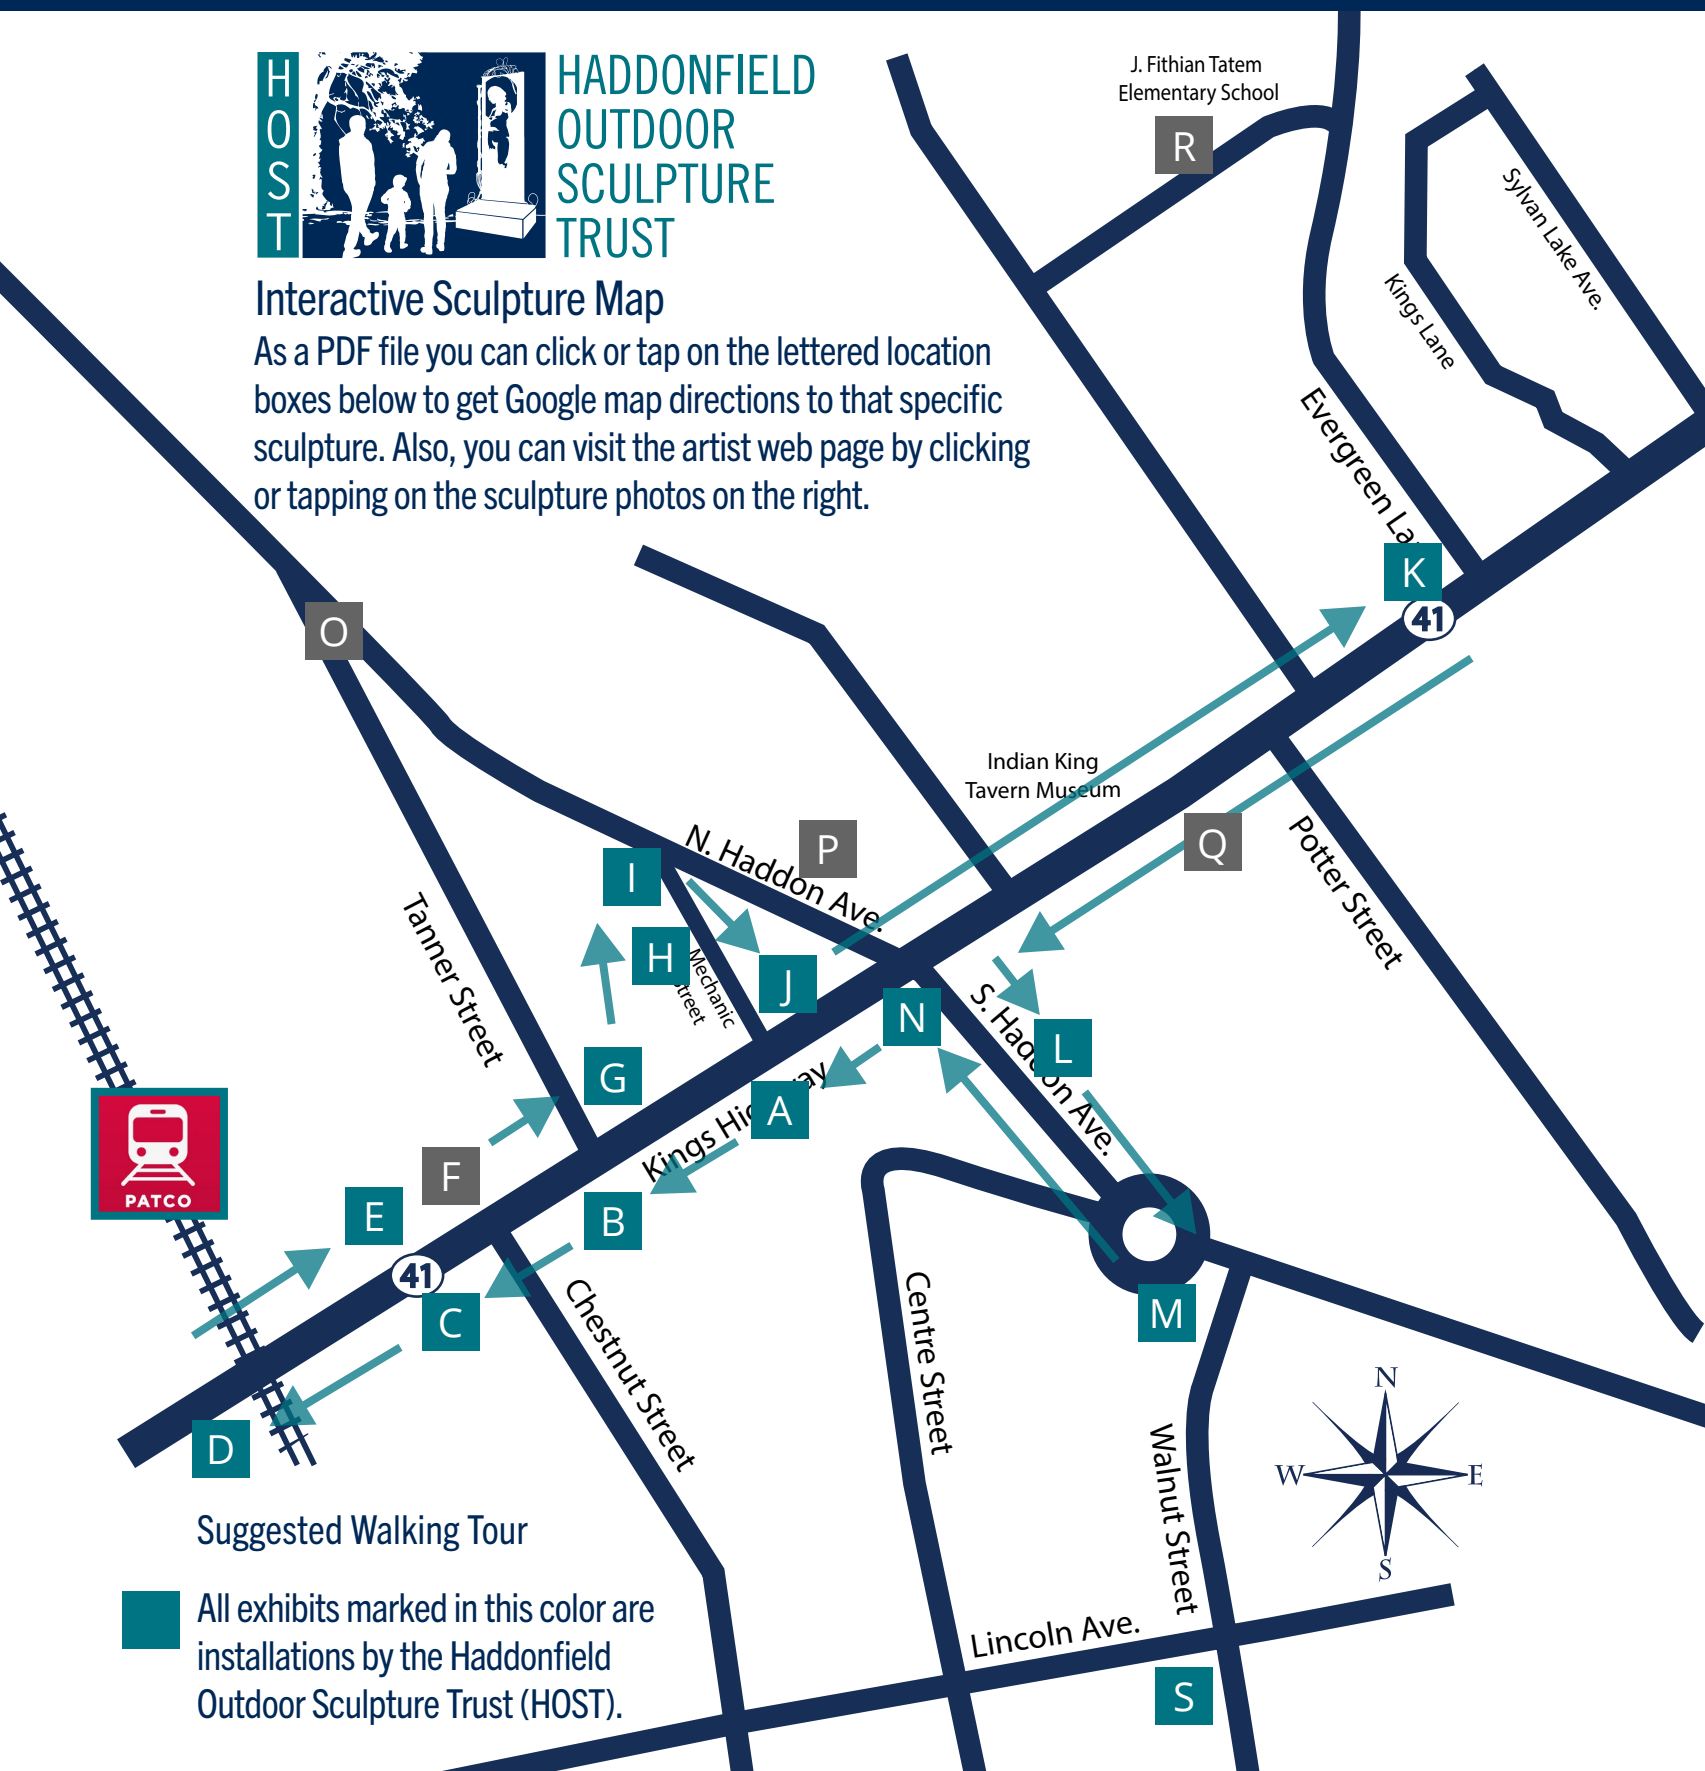 HOST
HADDONFIELD
OUTDOOR
SCULPTURE
TRUST
Interactive Sculpture Map
As a PDF file you can click or tap on the lettered location
boxes below to get Google map directions to that specific
sculpture. Also, you can visit the artist web page by clicking
or tapping on the sculpture photos on the right.
J. Fithian Tatem
Elementary School
R
Sylvan Lake Ave.
Kings Lane
Evergreen La
K
41
O
Indian King
Tavern Museum
P
N. Haddon Ave.
Q
Potter Street
I
H
Mechanic
Street
J
Tanner Street
N
S. Haddon Ave.
L
G
A
Kings Highway
F
E
B
PATCO
41
C
Chestnut Street
Centre Street
M
D
Walnut Street
N
W
E
S
Suggested Walking Tour
All exhibits marked in this color are
installations by the Haddonfield
Outdoor Sculpture Trust (HOST).
Lincoln Ave.
S